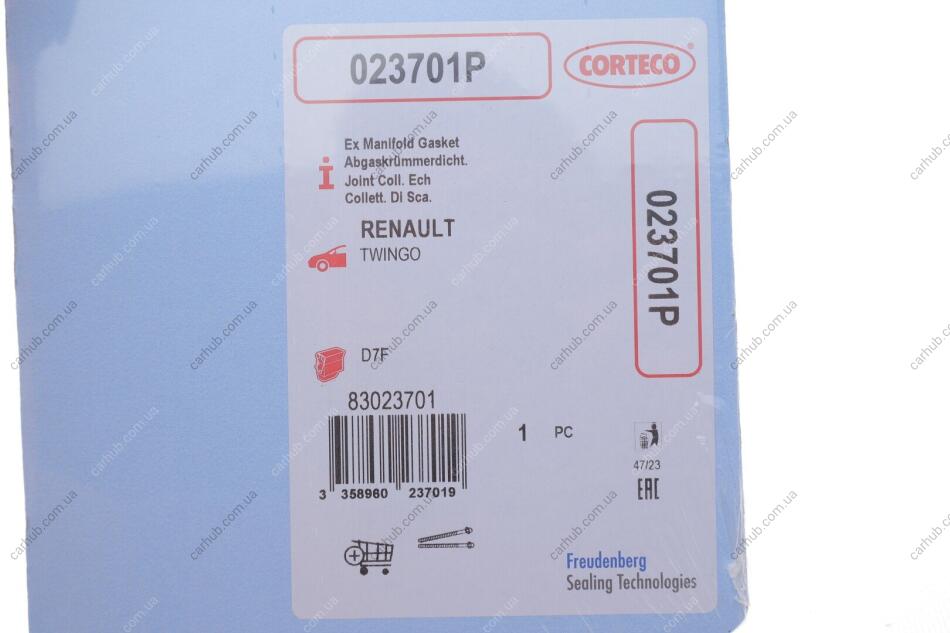 023701P
CORTECO
Ex Manifold Gasket
Abgaskrümmerdicht.
Joint Coll. Ech
Collett. Di Sca.
RENAULT
TWINGO
023701P
D7F
83023701
1 PC
3 358960 237019
47/23
EAC
Freudenberg
Sealing Technologies
carhub.com.ua